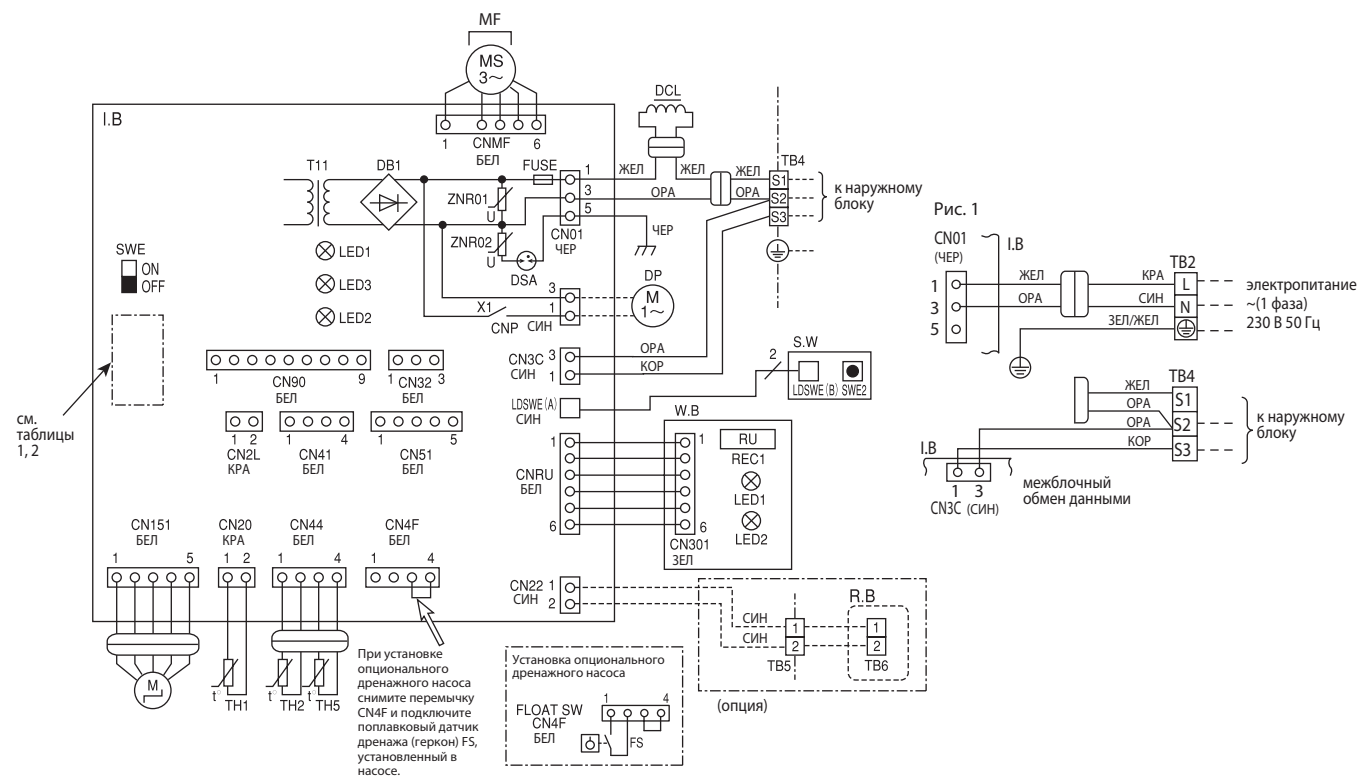 MF
MS
3~
I.B
1
6
CNMF
БЕЛ
DCL
T11
DB1
FUSE
1
3
5
CN01
ЧЕР
ZNR01
U
ZNR02
U
DSA
ЖЕЛ
ЖЕЛ
ЖЕЛ
ОРА
ОРА
ЧЕР
TB4
S1
S2
S3
к наружному
блоку
SWE
ON
OFF
LED1
LED3
LED2
X1
CNP
3
1
СИН
DP
M
1~
см.
таблицы
1, 2
1
9
CN90
БЕЛ
1
3
CN32
БЕЛ
1 2
CN2L
КРА
1
4
CN41
БЕЛ
1
5
CN51
БЕЛ
CN3C
СИН
3
1
ОРА
КОР
LDSWE (A)
СИН
2
S.W
LDSWE (B)
SWE2
CNRU
БЕЛ
1
6
W.B
1
6
CN301
ЗЕЛ
RU
REC1
LED1
LED2
CN151
БЕЛ
1
5
M
CN20
КРА
1 2
t°
TH1
CN44
БЕЛ
1
4
t°
TH2
t°
TH5
CN4F
БЕЛ
1
4
При установке
опционального
дренажного насоса
снимите перемычку
CN4F и подключите
поплавковый датчик
дренажа (геркон) FS,
установленный в
насосе.
CN22
СИН
1
2
СИН
СИН
1
2
TB5
R.B
1
2
TB6
(опция)
Установка опционального
дренажного насоса
FLOAT SW
CN4F
БЕЛ
1
4
FS
Рис. 1
CN01
(ЧЕР)
I.B
1
3
5
ЖЕЛ
ОРА
КРА
СИН
ЗЕЛ/ЖЕЛ
TB2
L
N
электропитание
~(1 фаза)
230 В 50 Гц
ЖЕЛ
ОРА
ОРА
КОР
TB4
S1
S2
S3
к наружному
блоку
I.B
1 3
CN3C (СИН)
межблочный
обмен данными